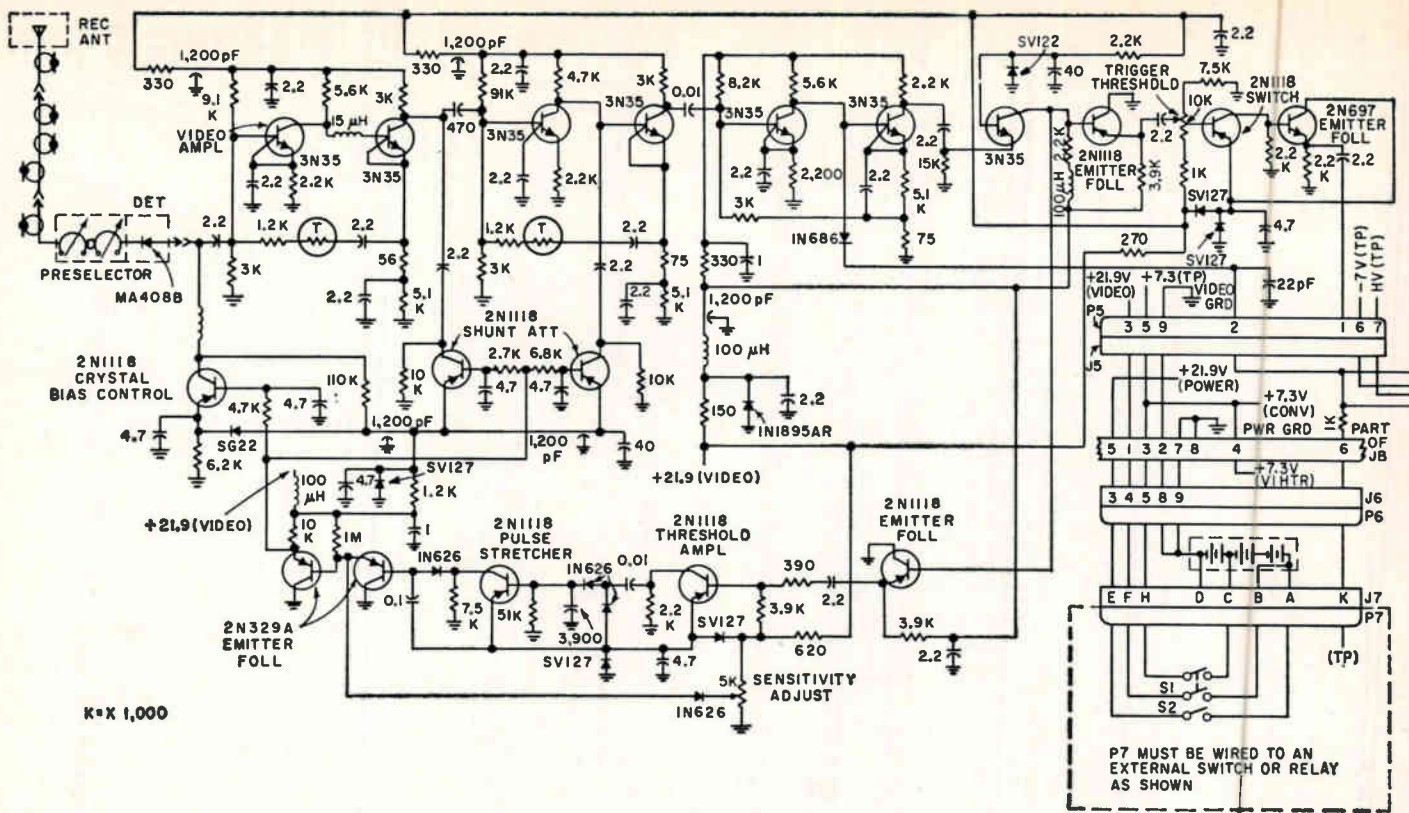 REC
ANT
1,200 pF
330
9.1
K
2.2
5.6K
3K
15 µH
VIDEO
AMPL
3N35
2.2
2.2K
3N35
470
1,200 pF
330
2.2
91K
4.7K
3K
3N35
3N35
2.2
2.2K
0.01
8.2K
5.6K
2.2 K
3N35
3N35
2.2
2,200
2.2
2.2
15K
5.1
K
3K
75
IN686
SV122
40
2.2K
2.2
TRIGGER
THRESHOLD
7.5K
2N1118
SWITCH
10K
2N697
EMITTER
FOLL
3N35
2.2K
100µH
2N1118
EMITTER
FOLL
2.2
3.9K
1K
2.2
K
2.2
K
2.2
SV127
SV127
4.7
270
22pF
DET
PRESELECTOR
MA408B
2.2
1.2K
T
2.2
3K
56
2.2
5.1
K
2.2
1.2K
T
2.2
3K
2.2
75
2.2
5.1
K
330
1
1,200 pF
100 µH
150
IN1895AR
2.2
+21.9 (VIDEO)
2N1118
CRYSTAL
BIAS CONTROL
110K
10
K
2N1118
SHUNT ATT
2.7K
6.8K
4.7
4.7
10K
4.7K
4.7
4.7
SG22
6.2K
1,200 pF
1,200
pF
40
+21.9 (VIDEO)
100
µH
4.7
SV127
1.2K
10
K
1M
1
2N329A
EMITTER
FOLL
0.1
IN626
7.5
K
2N1118
PULSE
STRETCHER
51K
IN626
0.01
3,900
SV127
2N1118
THRESHOLD
AMPL
2.2
K
4.7
390
3.9K
SV127
620
2.2
2N1118
EMITTER
FOLL
3.9K
2.2
IN626
5K
SENSITIVITY
ADJUST
K=X 1,000
+21.9V
(VIDEO)
+7.3(TP)
VIDEO
GRD
-7V(TP)
HV(TP)
P5
3 5 9 2 1 6 7
J5
+21.9V
(POWER)
+7.3V
(CONV)
PWR GRD
1K
PART
OF
J8
5 1 3 2 7 8 4 6
+7.3V
(VIHTR)
3 4 5 8 9
J6
P6
E F H D C B A K
J7
P7
(TP)
S1
S2
P7 MUST BE WIRED TO AN
EXTERNAL SWITCH OR RELAY
AS SHOWN